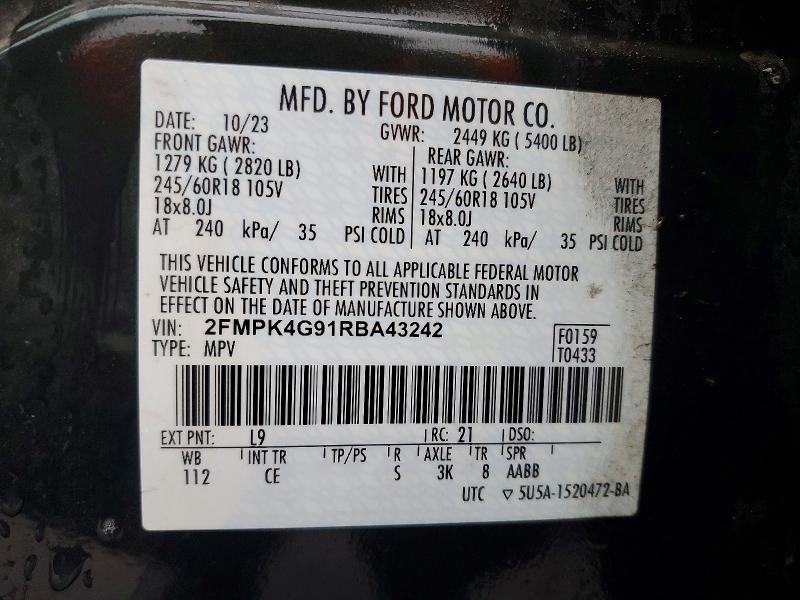 MFD. BY FORD MOTOR CO.
DATE: 10/23 GVWR: 2449 KG ( 5400 LB)
FRONT GAWR: REAR GAWR:
1279 KG ( 2820 LB) WITH 1197 KG ( 2640 LB) WITH
245/60R18 105V TIRES 245/60R18 105V TIRES
18x8.0J RIMS 18x8.0J RIMS
AT 240 kPa/ 35 PSI COLD AT 240 kPa/ 35 PSI COLD
THIS VEHICLE CONFORMS TO ALL APPLICABLE FEDERAL MOTOR
VEHICLE SAFETY AND THEFT PREVENTION STANDARDS IN
EFFECT ON THE DATE OF MANUFACTURE SHOWN ABOVE.
VIN: 2FMPK4G91RBA43242 F0159
TYPE: MPV T0433
EXT PNT: L9 RC: 21 DSO:
WB INT TR TP/PS R AXLE TR SPR
112 CE S 3K 8 AABB
UTC ▽ 5U5A-1520472-BA